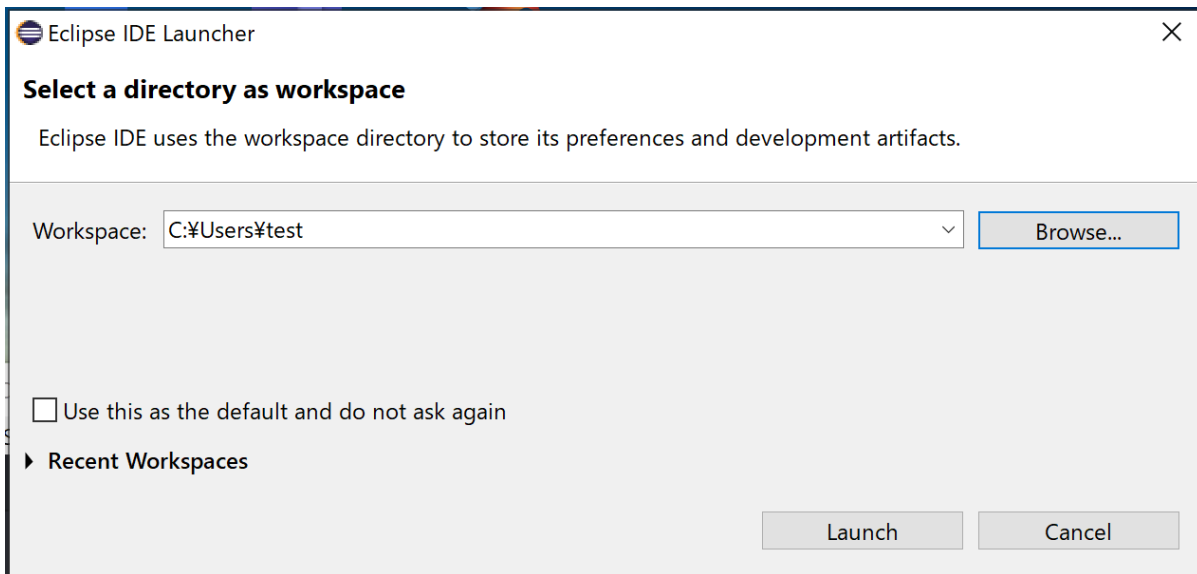 Eclipse IDE Launcher
Select a directory as workspace
Eclipse IDE uses the workspace directory to store its preferences and development artifacts.
Workspace: C:¥Users¥test Browse...
Use this as the default and do not ask again
Recent Workspaces
Launch Cancel